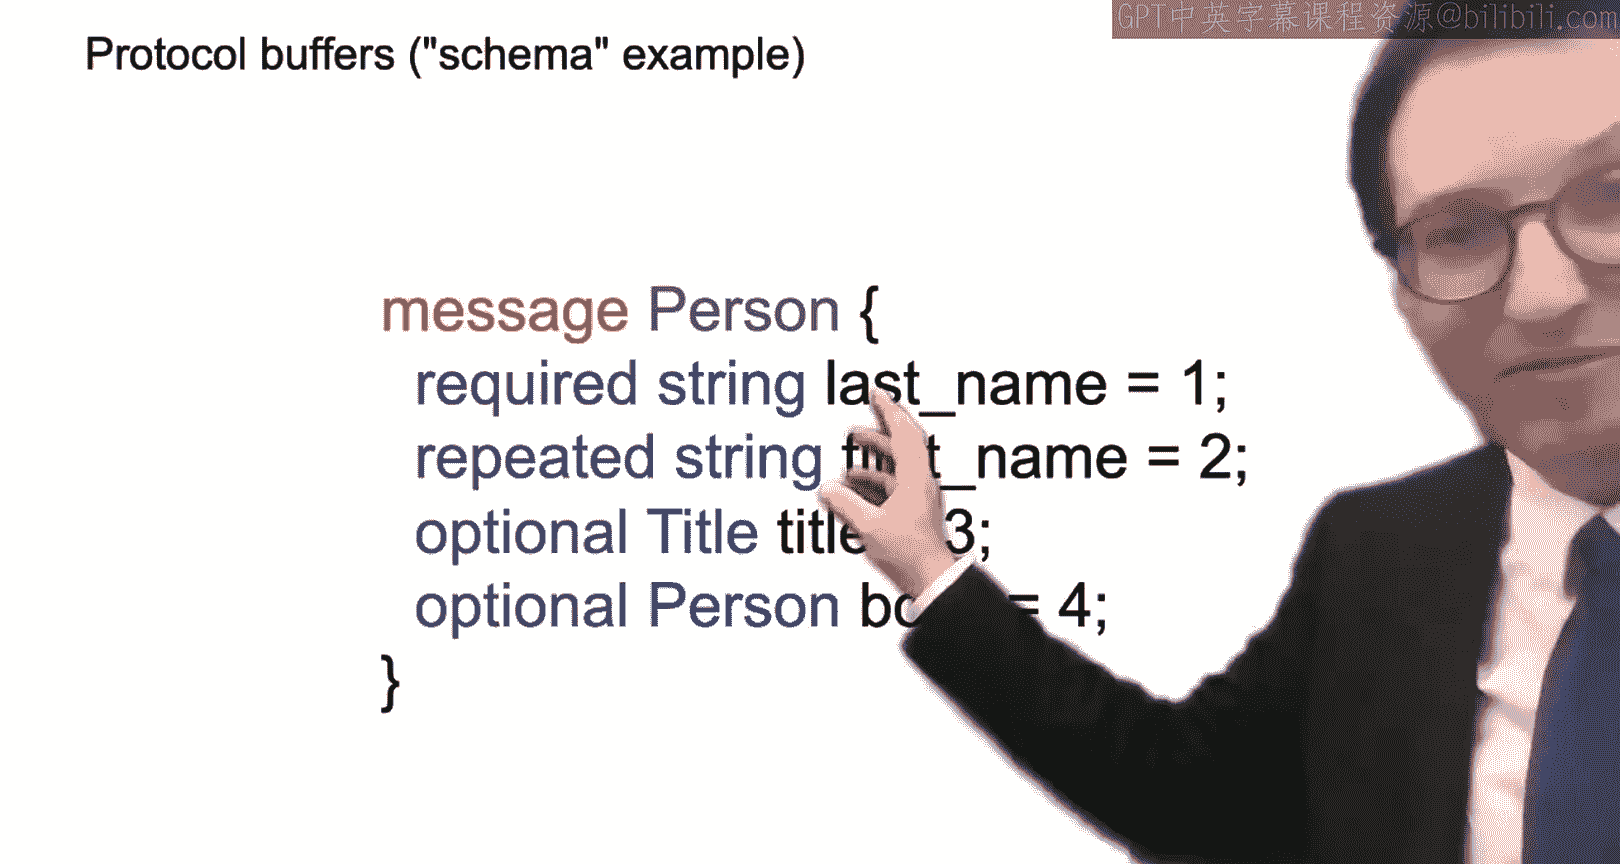 GPT中英字幕课程资源@bilibili.com
Protocol buffers ("schema" example)
message Person {
required string last_name = 1;
repeated string first_name = 2;
optional Title title = 3;
optional Person = 4;
}